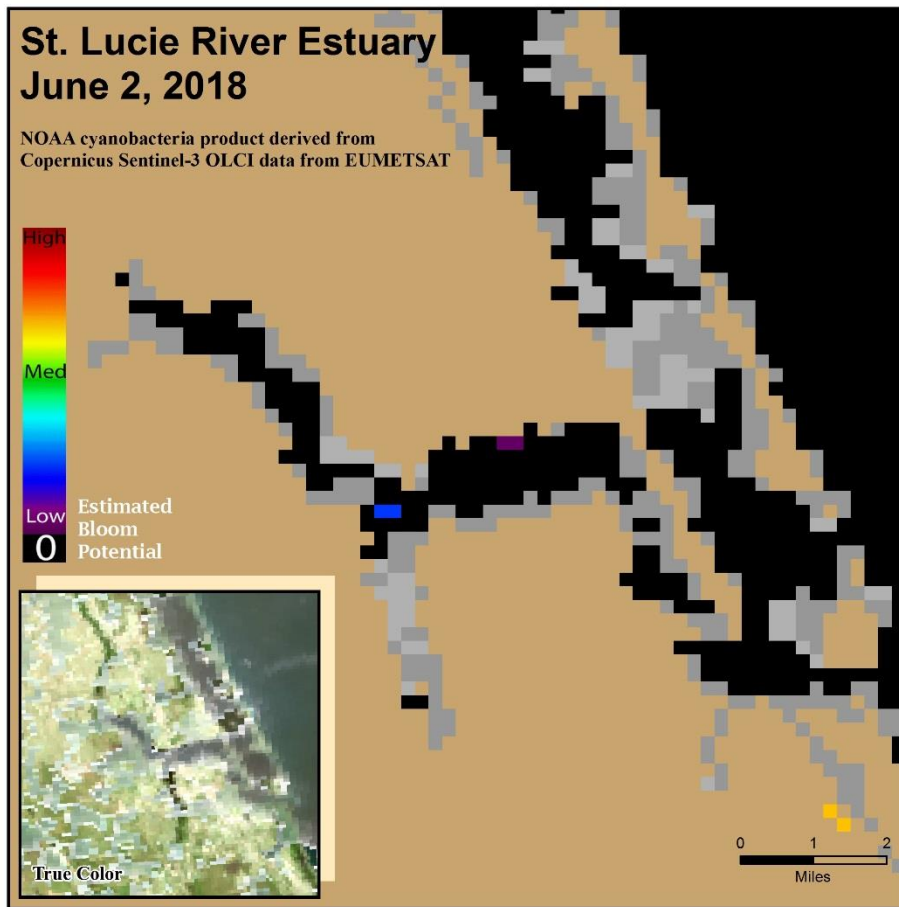 St. Lucie River Estuary
June 2, 2018
NOAA cyanobacteria product derived from
Copernicus Sentinel-3 OLCI data from EUMETSAT
High
Med
Low
0
Estimated
Bloom
Potential
True Color
0 1 2
Miles